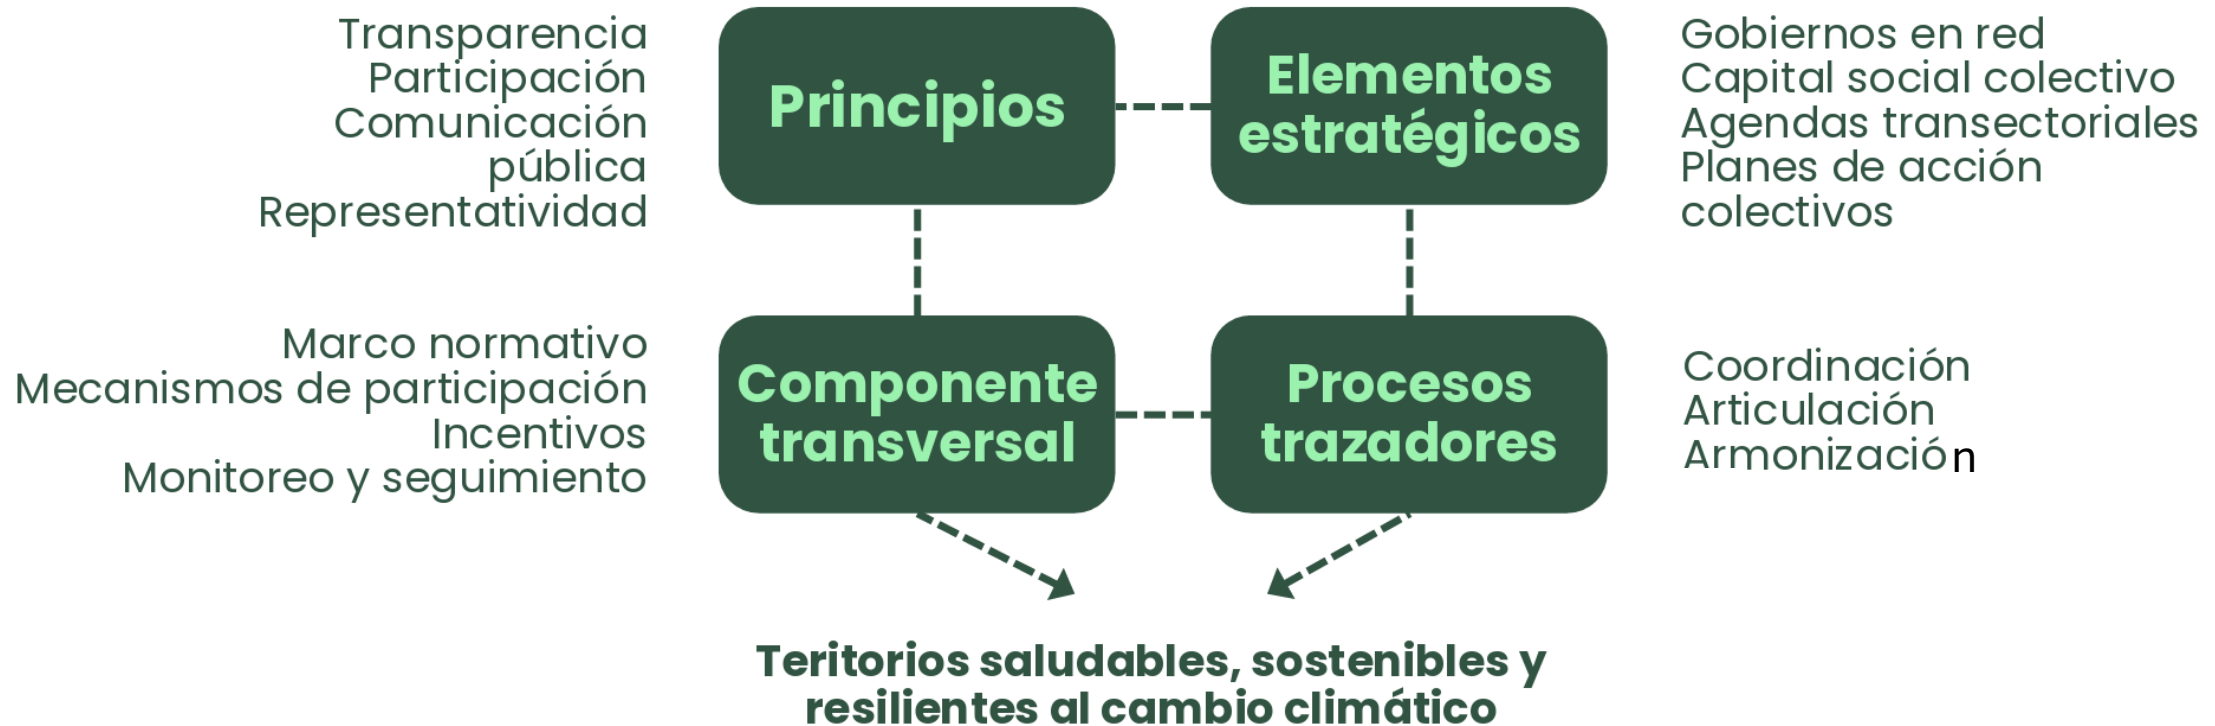 Transparencia
Participación
Comunicación
pública
Representatividad
Principios
Elementos
estratégicos
Gobiernos en red
Capital social colectivo
Agendas transectoriales
Planes de acción
colectivos
Marco normativo
Mecanismos de participación
Incentivos
Monitoreo y seguimiento
Componente
transversal
Procesos
trazadores
Coordinación
Articulación
Armonización
Teritorios saludables, sostenibles y
resilientes al cambio climático